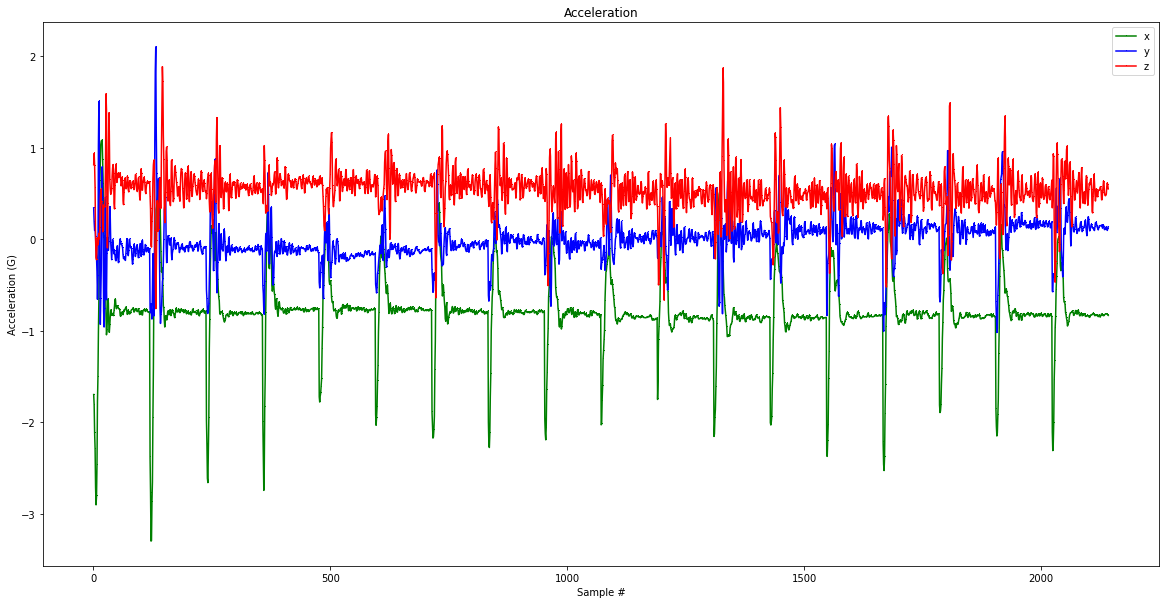 Acceleration
x
y
z
2
1
0
−1
−2
−3
Acceleration (G)
0 500 1000 1500 2000
Sample #